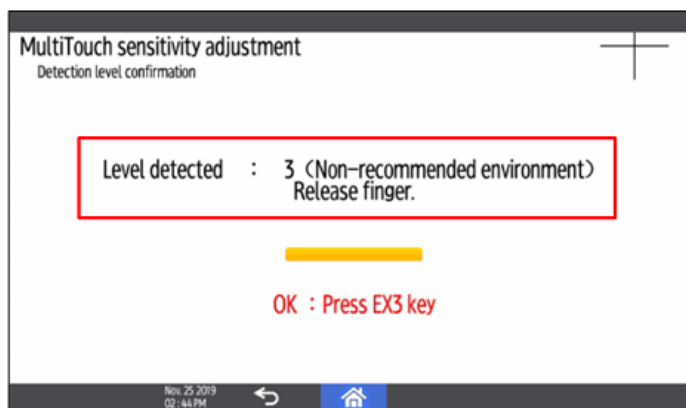 MultiTouch sensitivity adjustment
Detection level confirmation
Level detected : 3 (Non-recommended environment)
Release finger.
OK : Press EX3 key
Nov. 25 2019
02:44 PM